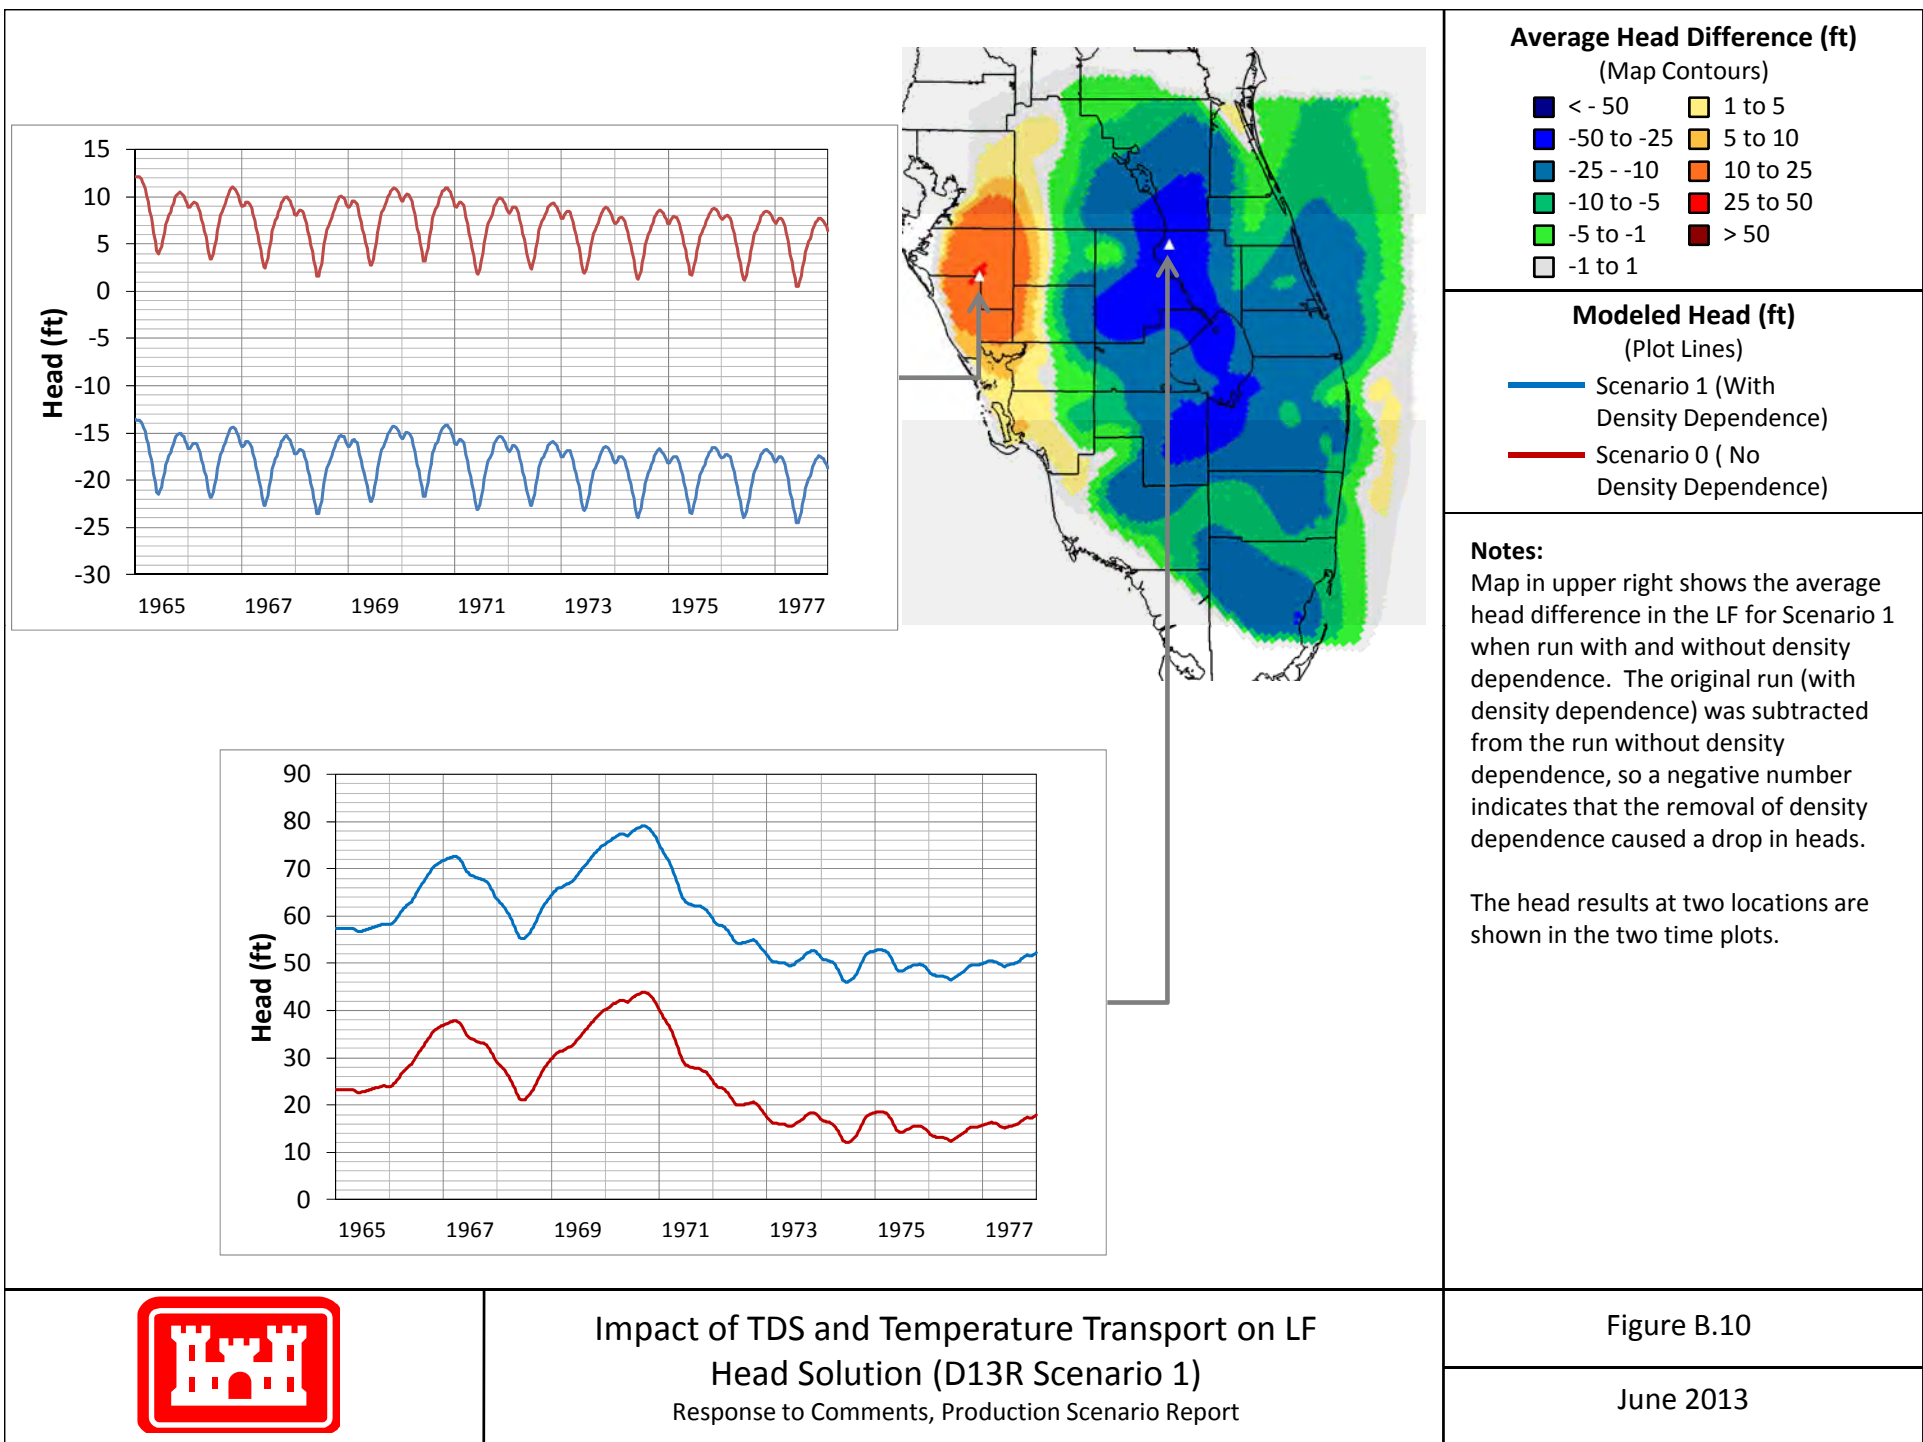 15
10
5
0
-5
-10
-15
-20
-25
-30
Head (ft)
1965 1967 1969 1971 1973 1975 1977
90
80
70
60
50
40
30
20
10
0
Head (ft)
1965 1967 1969 1971 1973 1975 1977
Average Head Difference (ft)
(Map Contours)
< - 50
-50 to -25
-25 - -10
-10 to -5
-5 to -1
-1 to 1
1 to 5
5 to 10
10 to 25
25 to 50
> 50
Modeled Head (ft)
(Plot Lines)
Scenario 1 (With
Density Dependence)
Scenario 0 ( No
Density Dependence)
Notes:
Map in upper right shows the average
head difference in the LF for Scenario 1
when run with and without density
dependence. The original run (with
density dependence) was subtracted
from the run without density
dependence, so a negative number
indicates that the removal of density
dependence caused a drop in heads.
The head results at two locations are
shown in the two time plots.
Impact of TDS and Temperature Transport on LF
Head Solution (D13R Scenario 1)
Response to Comments, Production Scenario Report
Figure B.10
June 2013